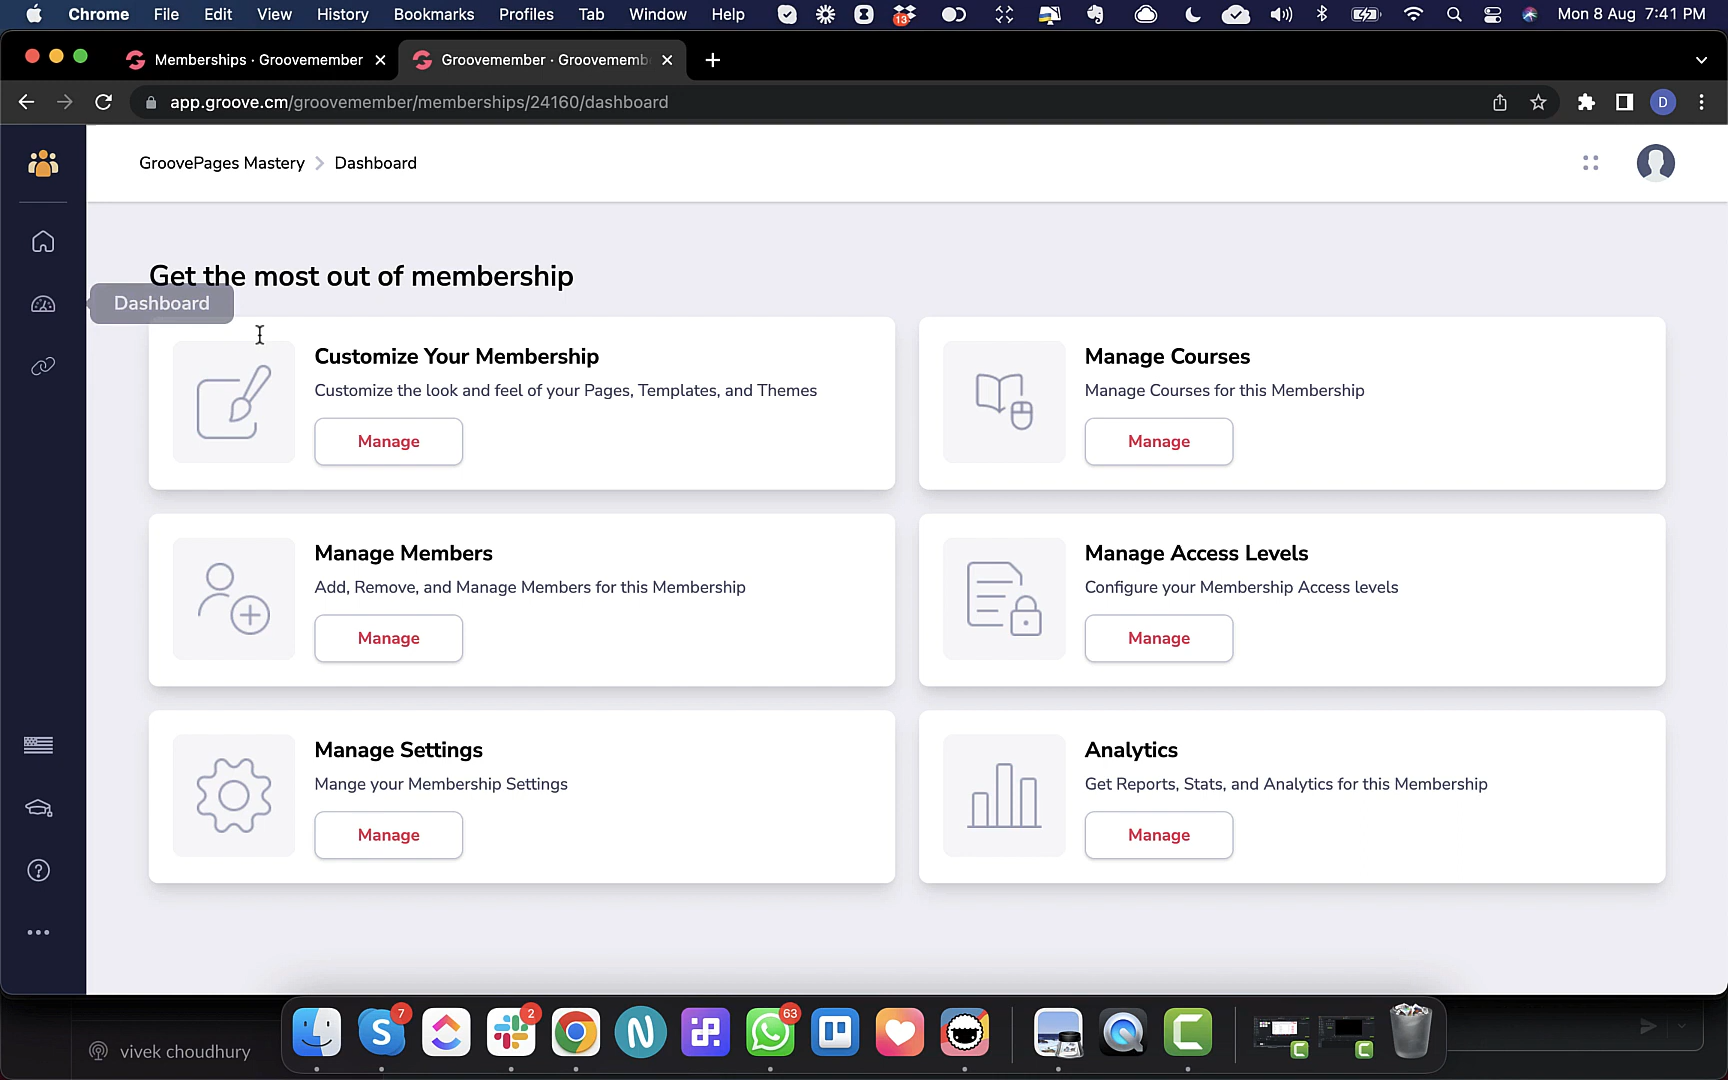 Chrome File Edit View History Bookmarks Profiles Tab Window Help 13 Mon 8 Aug 7:41 PM
Memberships · Groovemember Groovemember · Groovememb
app.groove.cm/groovemember/memberships/24160/dashboard D
GroovePages Mastery Dashboard
Get the most out of membership
Dashboard
Customize Your Membership
Customize the look and feel of your Pages, Templates, and Themes
Manage
Manage Courses
Manage Courses for this Membership
Manage
Manage Members
Add, Remove, and Manage Members for this Membership
Manage
Manage Access Levels
Configure your Membership Access levels
Manage
Manage Settings
Mange your Membership Settings
Manage
Analytics
Get Reports, Stats, and Analytics for this Membership
Manage
7 2 63
vivek choudhury